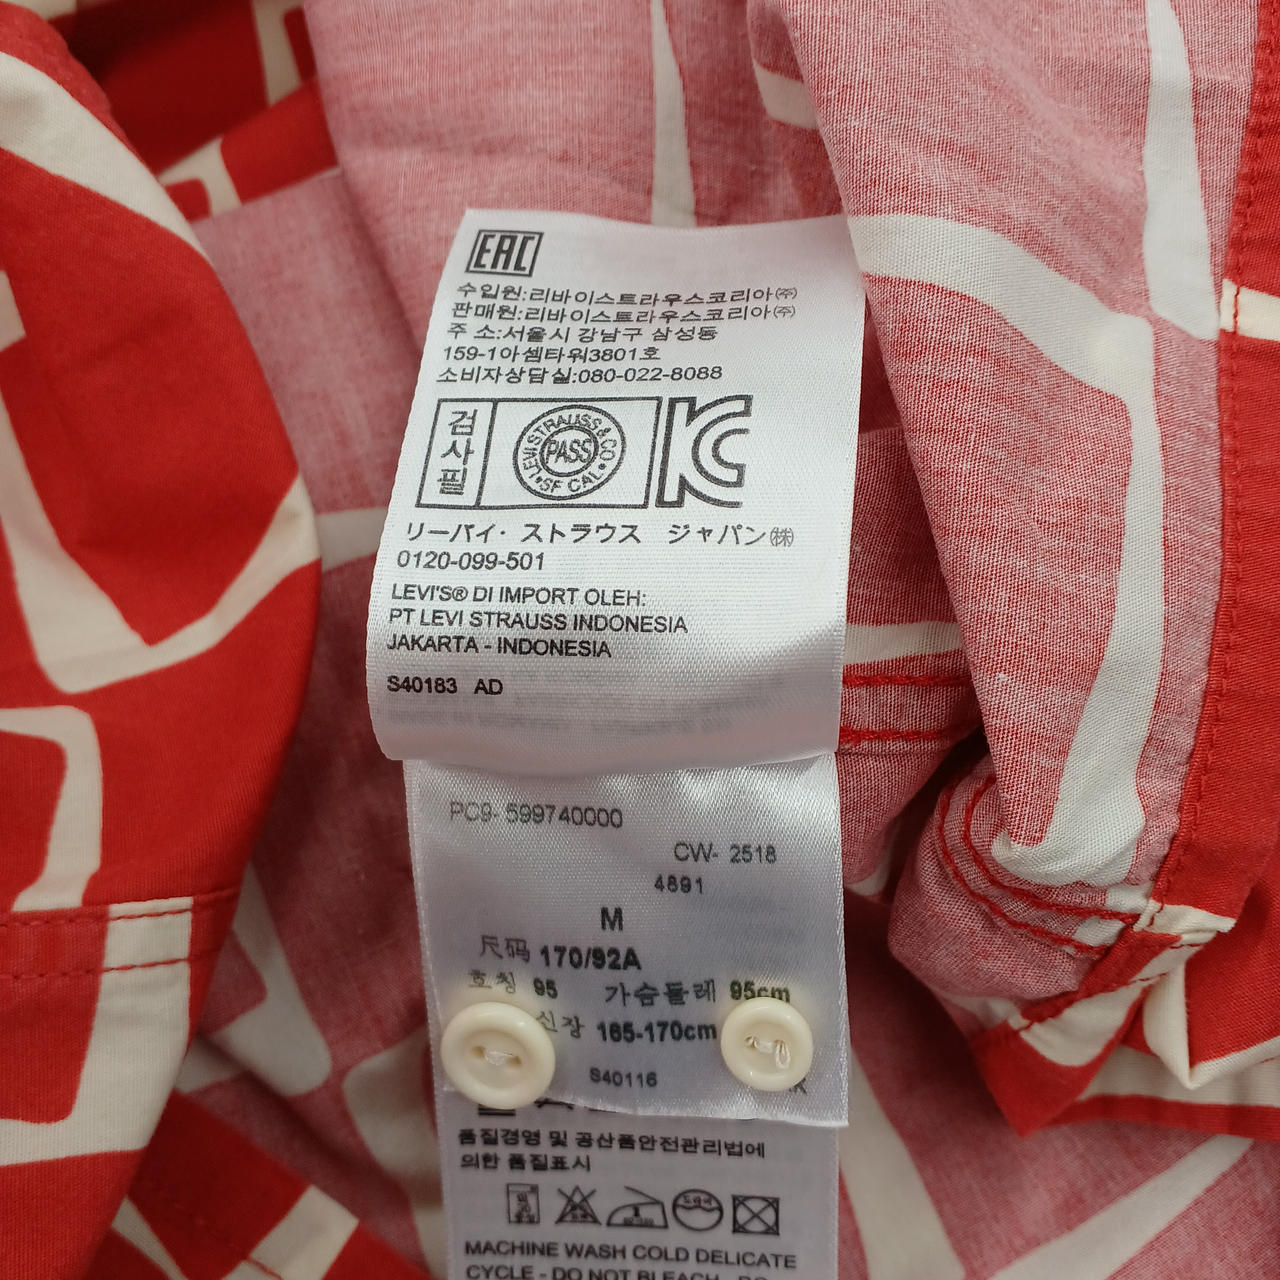 EAC
수입원:리바이스트라우스코리아㈜
판매원:리바이스트라우스코리아㈜
주 소:서울시 강남구 삼성동
159-1아셈타워3801호
소비자상담실:080-022-8088
검사필
LEVI STRAUSS & CO
PASS
SF CAL
KC
リーバイ・ストラウス ジャパン㈱
0120-099-501
LEVI'S® DI IMPORT OLEH:
PT LEVI STRAUSS INDONESIA
JAKARTA - INDONESIA
S40183 AD
PC9- 599740000
CW- 2518
4891
M
尺码 170/92A
호칭 95 가슴둘레 95cm
신장 165-170cm
S40116
품질경영 및 공산품안전관리법에
의한 품질표시
MACHINE WASH COLD DELICATE
CYCLE - DO NOT BLEACH - DO